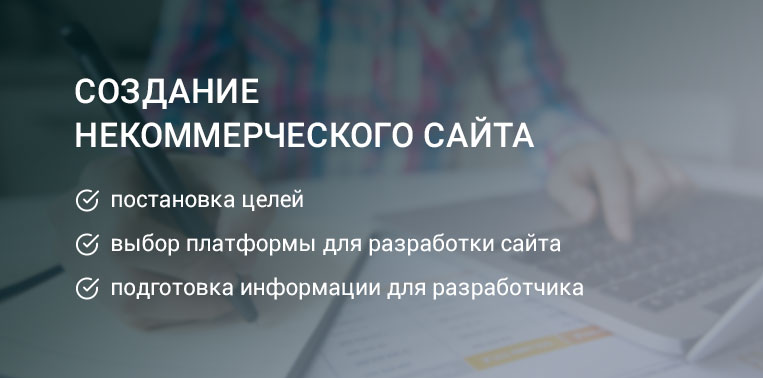 СОЗДАНИЕ
НЕКОММЕРЧЕСКОГО САЙТА
постановка целей
выбор платформы для разработки сайта
подготовка информации для разработчика